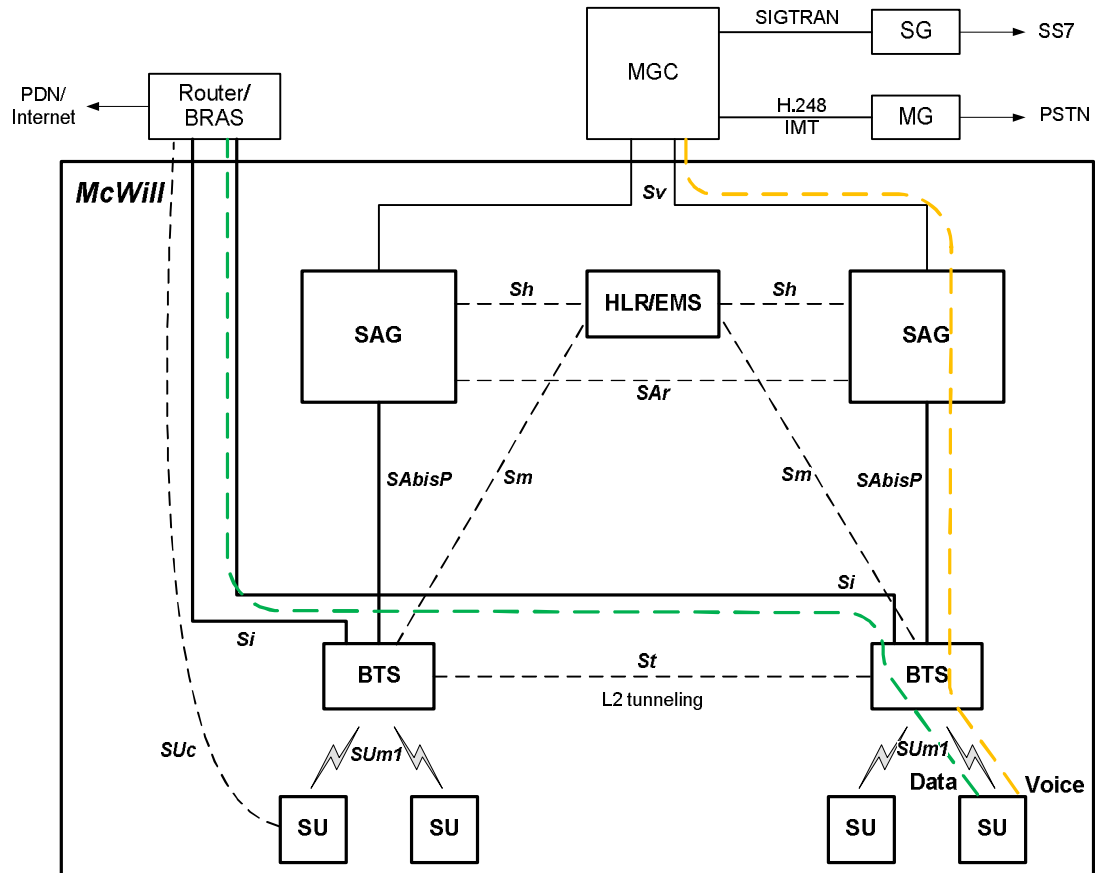 SIGTRAN
SG
SS7
MGC
PDN/
Internet
Router/
BRAS
H.248
IMT
MG
PSTN
McWill
Sv
SAG
Sh
HLR/EMS
Sh
SAG
SAr
SAbisP
Sm
Sm
SAbisP
Si
Si
BTS
St
L2 tunneling
BTS
SUc
SUm1
SUm1
Data
Voice
SU
SU
SU
SU